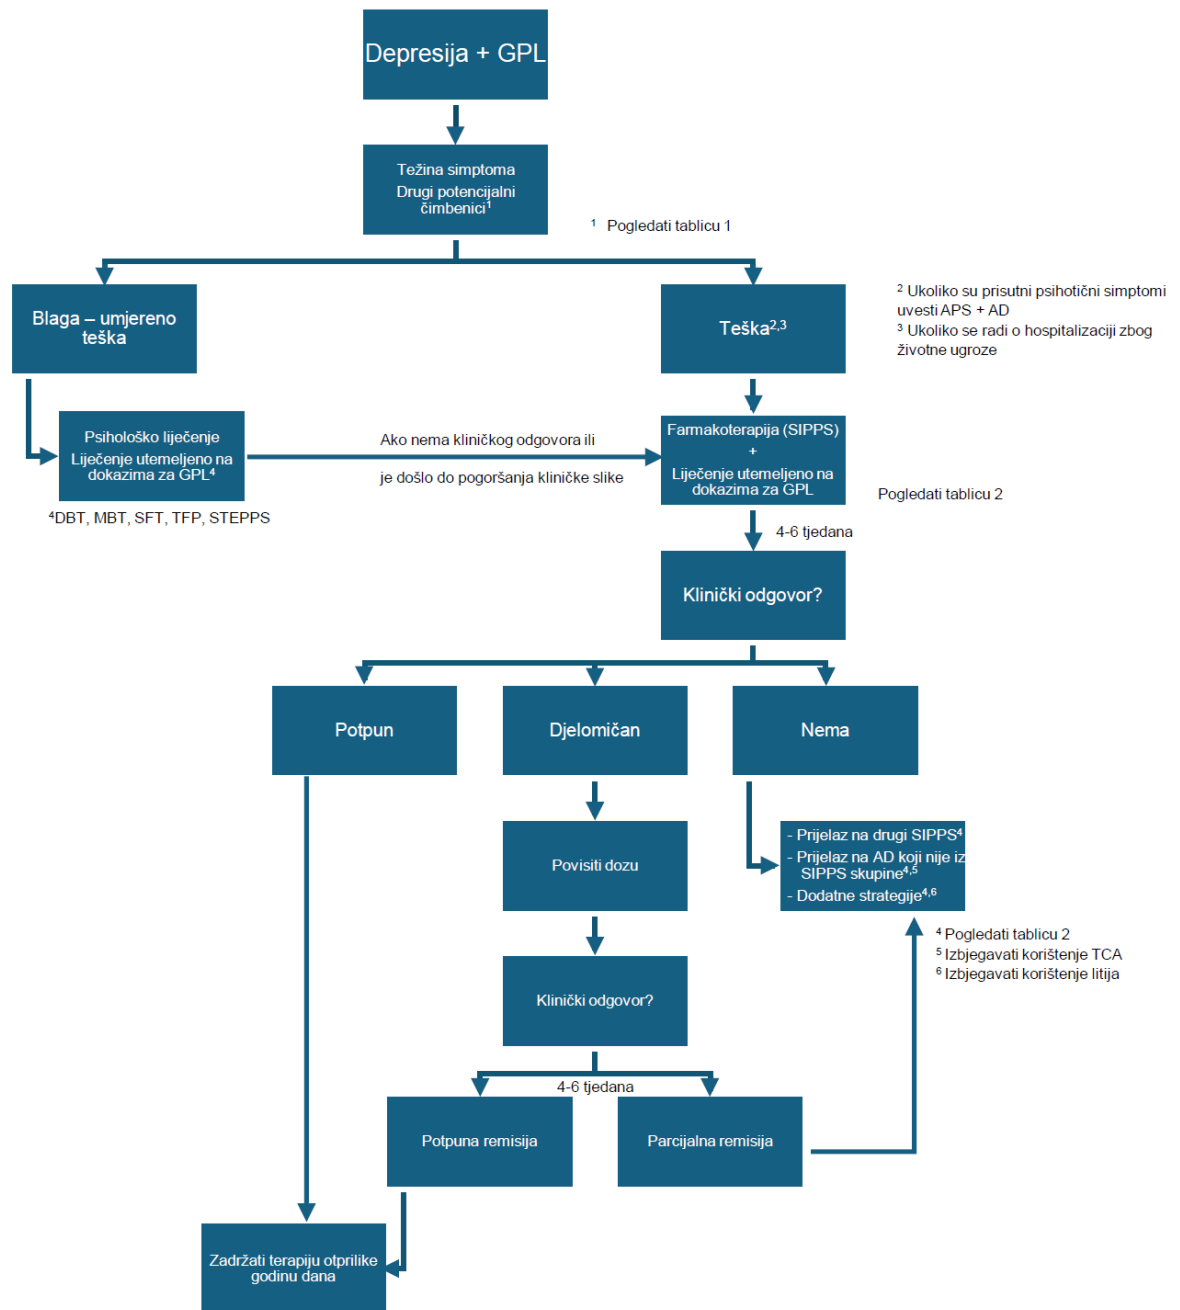 Depresija + GPL
Težina simptoma
Drugi potencijalni
čimbenici¹
¹ Pogledati tablicu 1
Blaga – umjereno
teška
Teška²,³
² Ukoliko su prisutni psihotični simptomi
uvesti APS + AD
³ Ukoliko se radi o hospitalizaciji zbog
životne ugroze
Psihološko liječenje
Liječenje utemeljeno na
dokazima za GPL⁴
⁴DBT, MBT, SFT, TFP, STEPPS
Ako nema kliničkog odgovora ili
je došlo do pogoršanja kliničke slike
Farmakoterapija (SIPPS)
+
Liječenje utemeljeno na
dokazima za GPL
Pogledati tablicu 2
4-6 tjedana
Klinički odgovor?
Potpun
Djelomičan
Nema
Povisiti dozu
- Prijelaz na drugi SIPPS⁴
- Prijelaz na AD koji nije iz
SIPPS skupine⁴,⁵
- Dodatne strategije⁴,⁶
⁴ Pogledati tablicu 2
⁵ Izbjegavati korištenje TCA
⁶ Izbjegavati korištenje litija
Klinički odgovor?
4-6 tjedana
Potpuna remisija
Parcijalna remisija
Zadržati terapiju otprilike
godinu dana